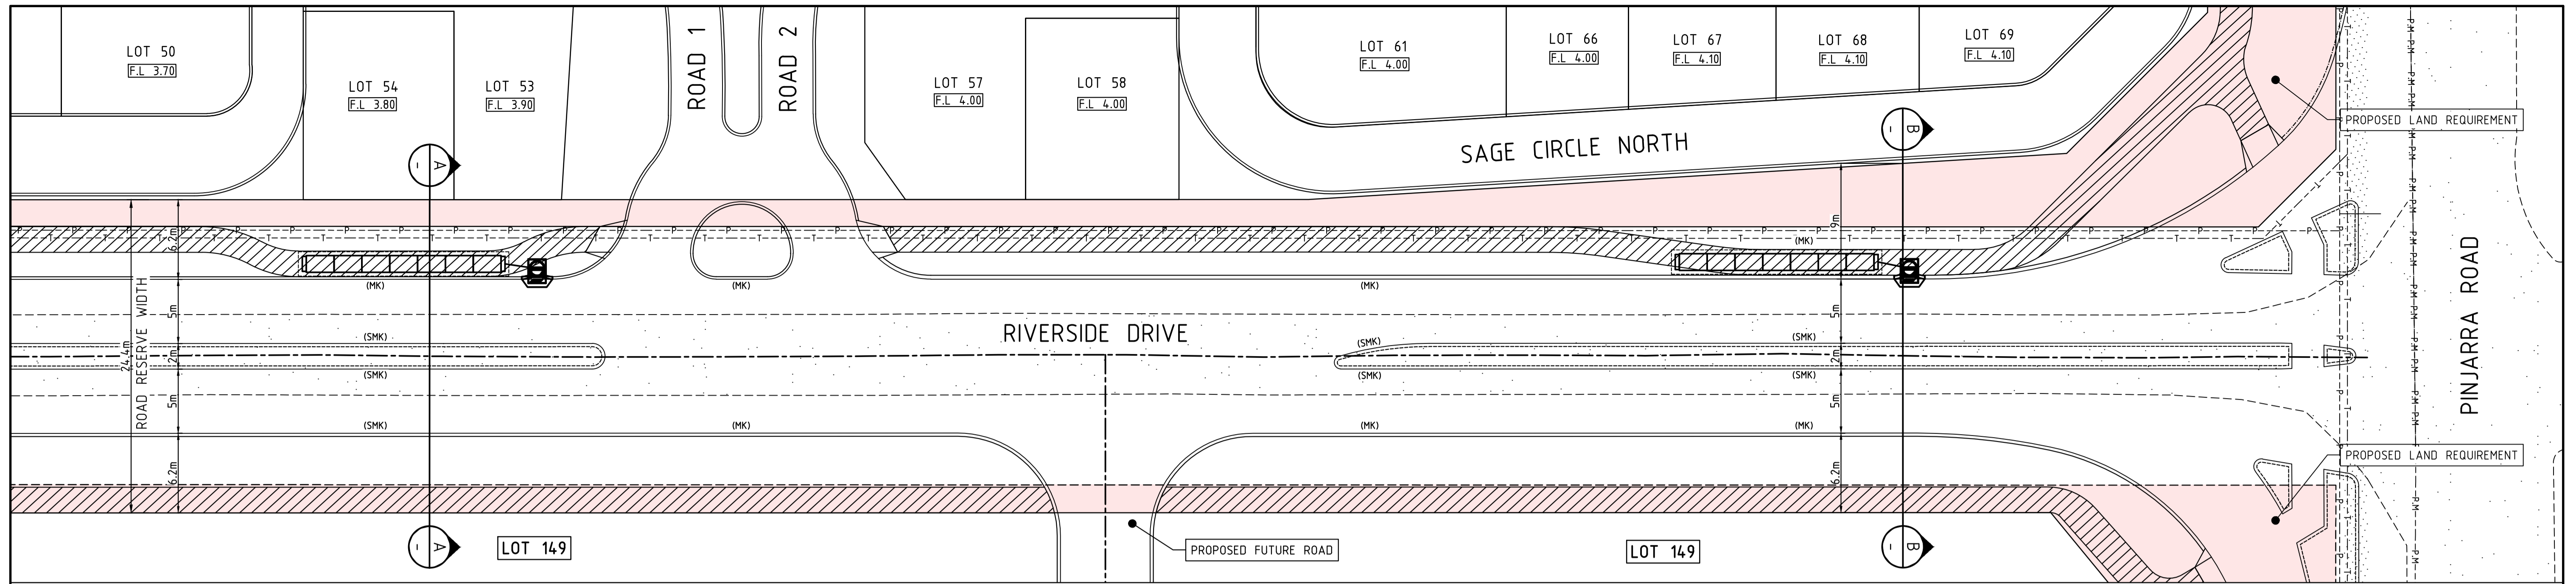 LOT 50
F.L 3.70
LOT 54
F.L 3.80
LOT 53
F.L 3.90
ROAD 1
ROAD 2
LOT 57
F.L 4.00
LOT 58
F.L 4.00
LOT 61
F.L 4.00
LOT 66
F.L 4.00
LOT 67
F.L 4.10
LOT 68
F.L 4.10
LOT 69
F.L 4.10
PROPOSED LAND REQUIREMENT
SAGE CIRCLE NORTH
A
-
B
-
6.2m
9m
(MK)
(MK)
(MK)
(MK)
5m
5m
RIVERSIDE DRIVE
(SMK)
(SMK)
(SMK)
2m
2m
24.4m
ROAD RESERVE WIDTH
(SMK)
(SMK)
(SMK)
5m
5m
(SMK)
(MK)
(MK)
(MK)
6.2m
6.2m
PINJARRA ROAD
PROPOSED LAND REQUIREMENT
A
-
LOT 149
PROPOSED FUTURE ROAD
LOT 149
B
-